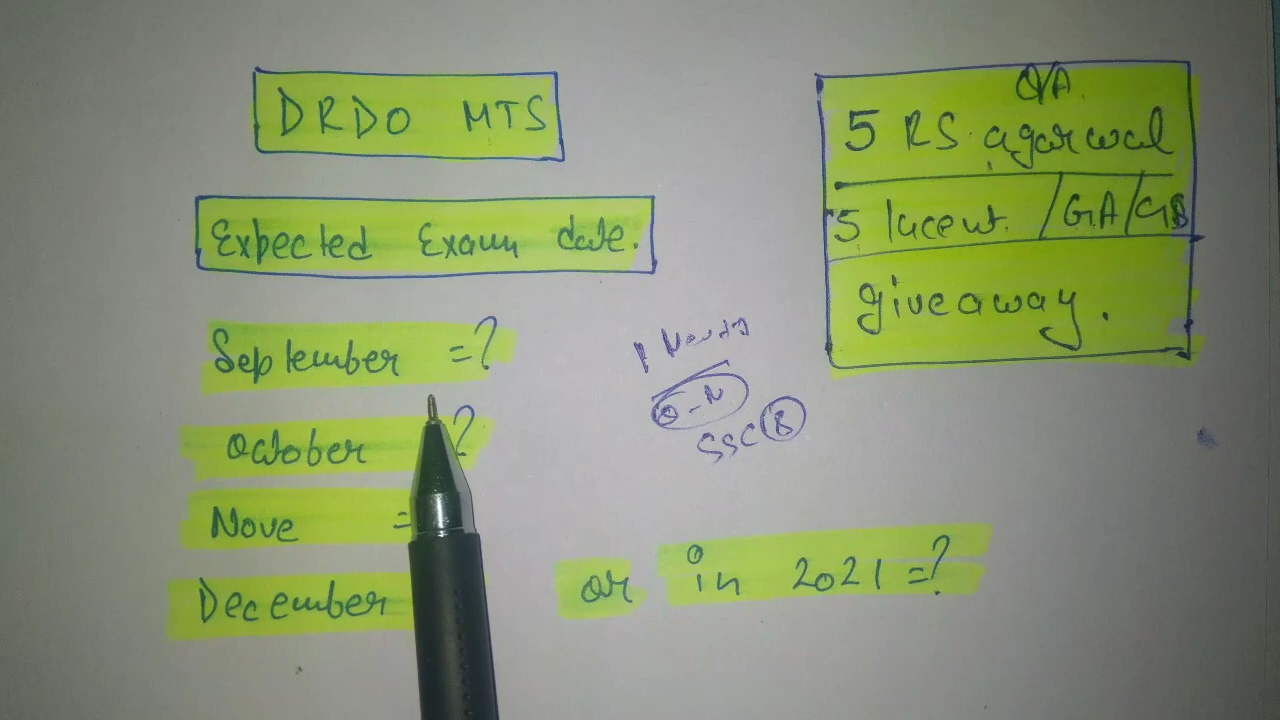 DRDO MTS
Expected Exam date.
September =?
October ?
Nove =
December
or in 2021 =?
Q/A
5 RS. agarwal
5 lucent. /GA/GS
giveaway.
O-N
SSC 8